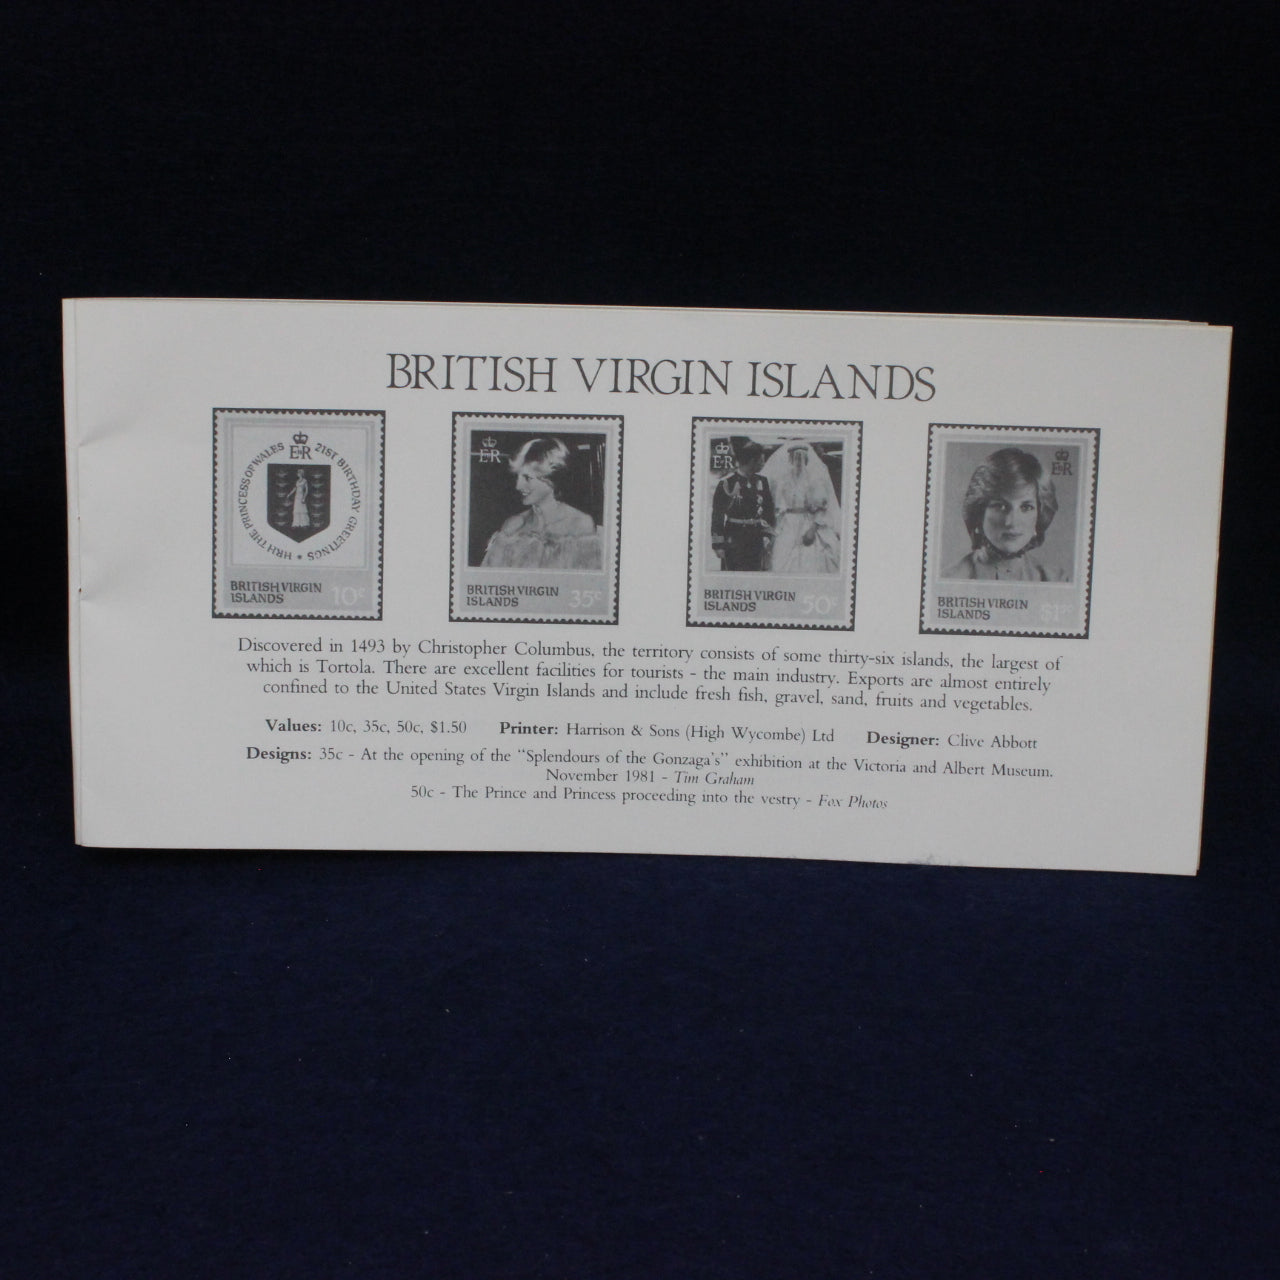 BRITISH VIRGIN ISLANDS
HRH THE PRINCESS OF WALES 21ST BIRTHDAY GREETINGS
E R
BRITISH VIRGIN
ISLANDS
10c
E R
BRITISH VIRGIN
ISLANDS
35c
E R
BRITISH VIRGIN
ISLANDS
50c
E R
BRITISH VIRGIN
ISLANDS
$1.50
Discovered in 1493 by Christopher Columbus, the territory consists of some thirty-six islands, the largest of
which is Tortola. There are excellent facilities for tourists - the main industry. Exports are almost entirely
confined to the United States Virgin Islands and include fresh fish, gravel, sand, fruits and vegetables.
Values: 10c, 35c, 50c, $1.50 Printer: Harrison & Sons (High Wycombe) Ltd Designer: Clive Abbott
Designs: 35c - At the opening of the "Splendours of the Gonzaga's" exhibition at the Victoria and Albert Museum.
November 1981 - Tim Graham
50c - The Prince and Princess proceeding into the vestry - Fox Photos